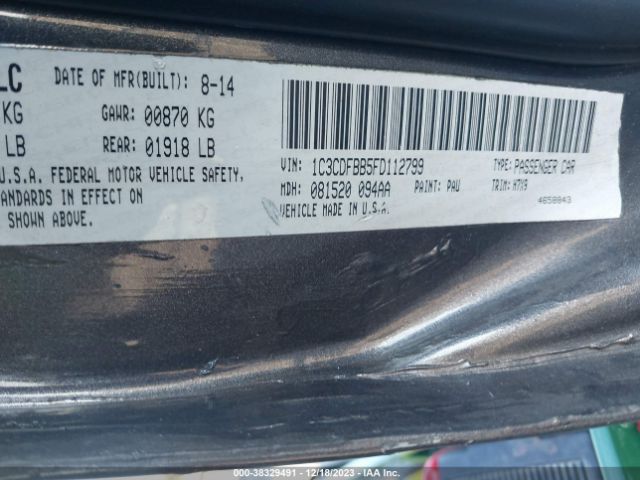 LC DATE OF MFR(BUILT): 8-14
KG GAWR: 00870 KG
LB REAR: 01918 LB
U.S.A. FEDERAL MOTOR VEHICLE SAFETY,
STANDARDS IN EFFECT ON
SHOWN ABOVE.
VIN: 1C3CDFBB5FD112799 TYPE: PASSENGER CAR
MDH: 081520 094AA PAINT: PAU TRIM: H7X9
VEHICLE MADE IN U.S.A. 4650843
000-38329491 - 12/18/2023 - IAA Inc.